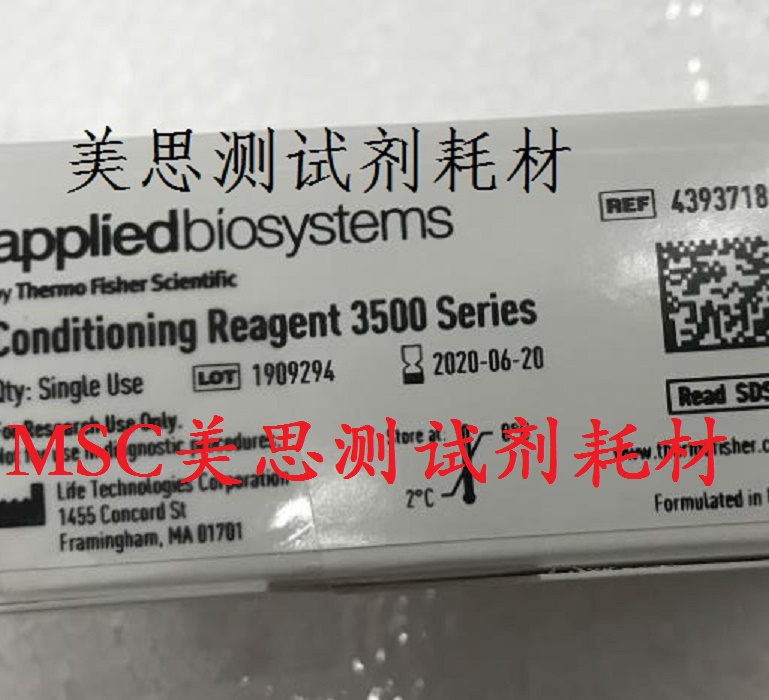 美思测试剂耗材
REF 4393718
appliedbiosystems
by Thermo Fisher Scientific
Conditioning Reagent 3500 Series
Qty: Single Use
LOT 1909294
2020-06-20
Read SDS
For Research Use Only.
Store at:
MSC美思测试剂耗材
2°C
Life Technologies Corporation
1455 Concord St
Framingham, MA 01701
Formulated in